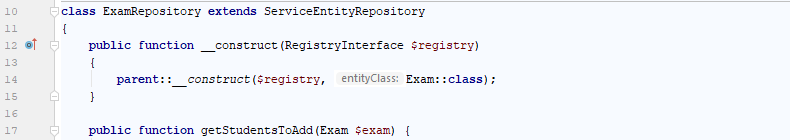 10 class ExamRepository extends ServiceEntityRepository
11 {
12 public function __construct(RegistryInterface $registry)
13 {
14 parent::__construct($registry, entityClass: Exam::class);
15 }
16
17 public function getStudentsToAdd(Exam $exam) {